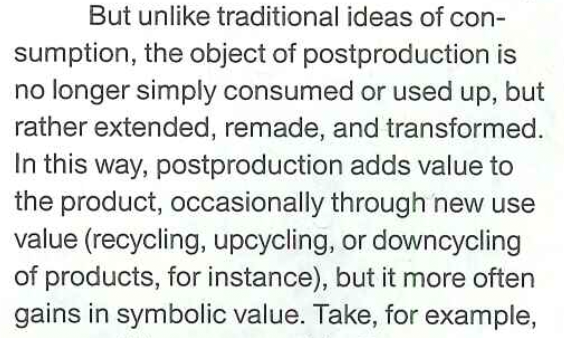 But unlike traditional ideas of con-
sumption, the object of postproduction is
no longer simply consumed or used up, but
rather extended, remade, and transformed.
In this way, postproduction adds value to
the product, occasionally through new use
value (recycling, upcycling, or downcycling
of products, for instance), but it more often
gains in symbolic value. Take, for example,